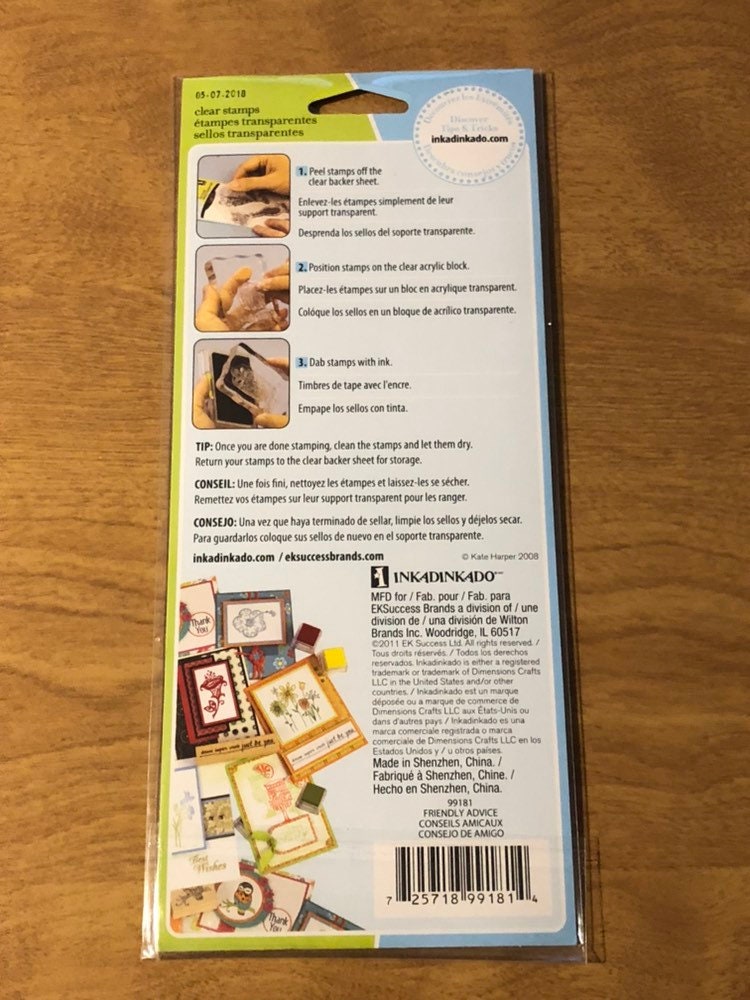 05-07-2018
clear stamps
étampes transparentes
sellos transparentes
Discover
Tips & Tricks
inkadinkado.com
1. Peel stamps off the
clear backer sheet.
Enlevez-les étampes simplement de leur
support transparent.
Desprenda los sellos del soporte transparente.
2. Position stamps on the clear acrylic block.
Placez-les étampes sur un bloc en acrylique transparent.
Colóque los sellos en un bloque de acrílico transparente.
3. Dab stamps with ink.
Timbres de tape avec l'encre.
Empape los sellos con tinta.
TIP: Once you are done stamping, clean the stamps and let them dry.
Return your stamps to the clear backer sheet for storage.
CONSEIL: Une fois fini, nettoyez les étampes et laissez-les se sécher.
Remettez vos étampes sur leur support transparent pour les ranger.
CONSEJO: Una vez que haya terminado de sellar, limpie los sellos y déjelos secar.
Para guardarlos coloque sus sellos de nuevo en el soporte transparente.
inkadinkado.com / eksuccessbrands.com
© Kate Harper 2008
INKADINKADO
MFD for / Fab. pour / Fab. para
EKSuccess Brands a division of / une
division de / una división de Wilton
Brands Inc. Woodridge, IL 60517
©2011 EK Success Ltd. All rights reserved. /
Tous droits réservés. / Todos los derechos
reservados. Inkadinkado is either a registered
trademark or trademark of Dimensions Crafts
LLC in the United States and/or other
countries. / Inkadinkado est un marque
déposée ou a marque de commerce de
Dimensions Crafts LLC aux États-Unis ou
dans d'autres pays / Inkadinkado es una
marca comerciale registrada o marca
comerciale de Dimensions Crafts LLC en los
Estados Unidos y / u otros países.
Made in Shenzhen, China. /
Fabriqué à Shenzhen, Chine. /
Hecho en Shenzhen, China.
99181
FRIENDLY ADVICE
CONSEILS AMICAUX
CONSEJO DE AMIGO
7 25718 99181 4
Thank
You
just be you.
just be you.
Best
Wishes
Thank
You